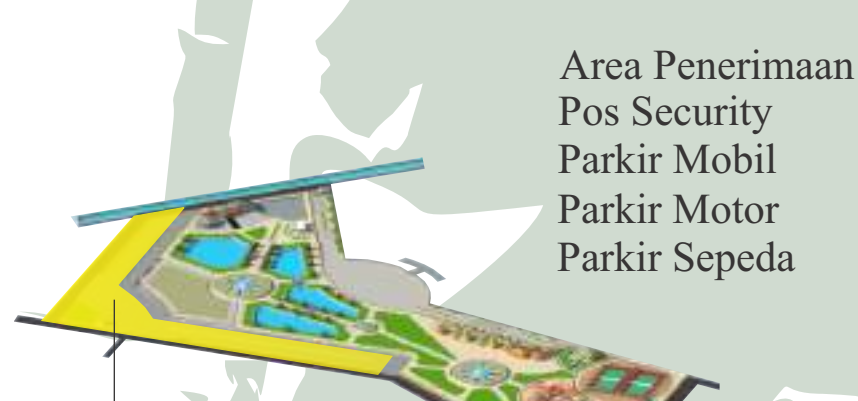 Area Penerimaan
Pos Security
Parkir Mobil
Parkir Motor
Parkir Sepeda